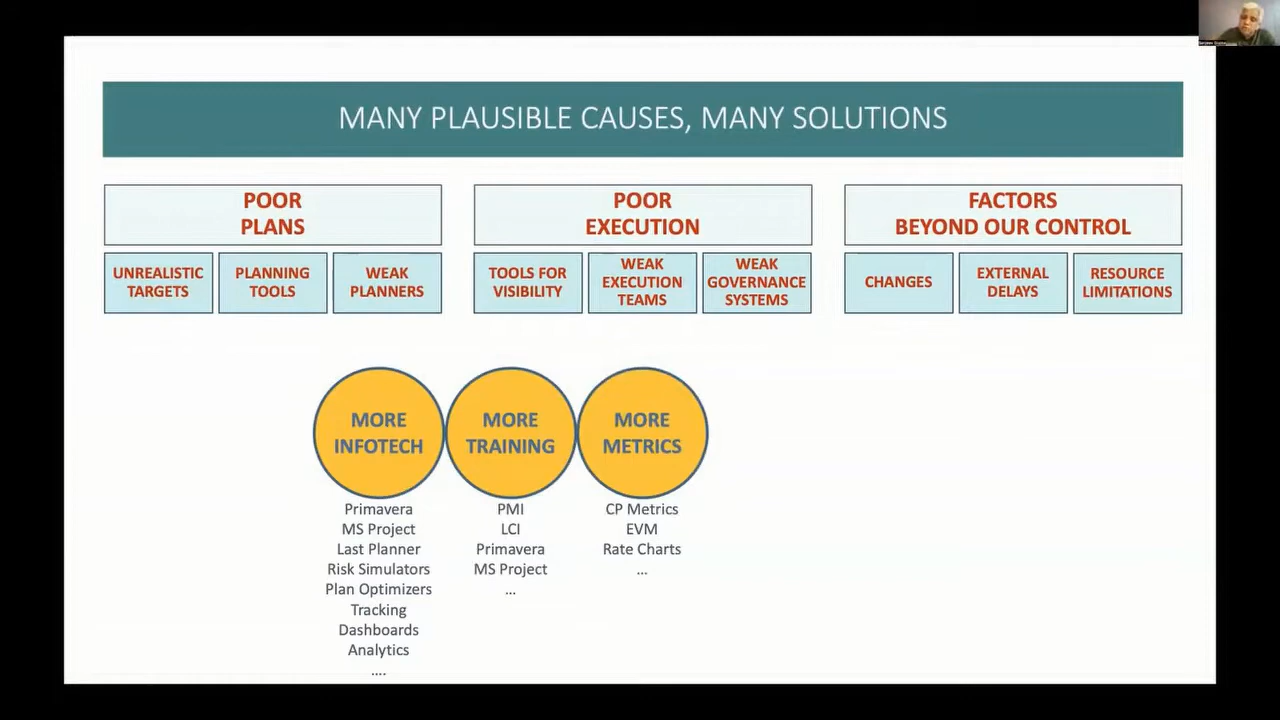 MANY PLAUSIBLE CAUSES, MANY SOLUTIONS
POOR
PLANS
UNREALISTIC
TARGETS
PLANNING
TOOLS
WEAK
PLANNERS
POOR
EXECUTION
TOOLS FOR
VISIBILITY
WEAK
EXECUTION
TEAMS
WEAK
GOVERNANCE
SYSTEMS
FACTORS
BEYOND OUR CONTROL
CHANGES
EXTERNAL
DELAYS
RESOURCE
LIMITATIONS
MORE
INFOTECH
Primavera
MS Project
Last Planner
Risk Simulators
Plan Optimizers
Tracking
Dashboards
Analytics
....
MORE
TRAINING
PMI
LCI
Primavera
MS Project
...
MORE
METRICS
CP Metrics
EVM
Rate Charts
...